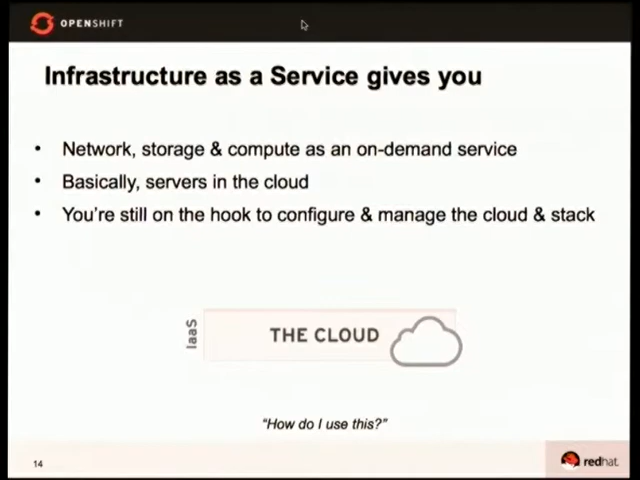 OPENSHIFT
Infrastructure as a Service gives you
• Network, storage & compute as an on-demand service
• Basically, servers in the cloud
• You're still on the hook to configure & manage the cloud & stack
IaaS
THE CLOUD
“How do I use this?”
14
redhat.